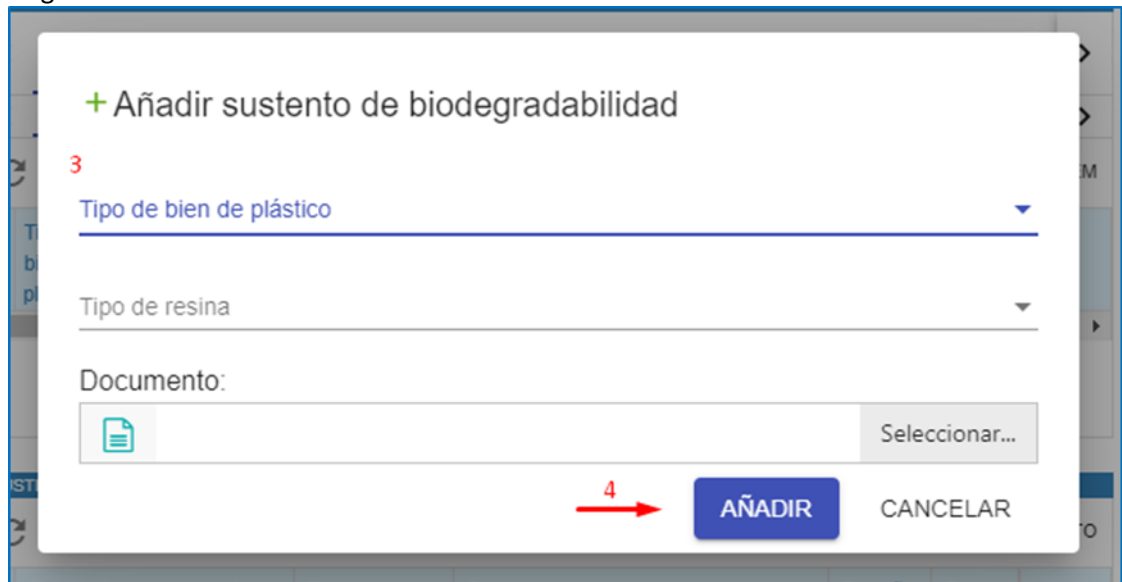 + Añadir sustento de biodegradabilidad
3
Tipo de bien de plástico
Tipo de resina
Documento:
Seleccionar...
4
AÑADIR
CANCELAR